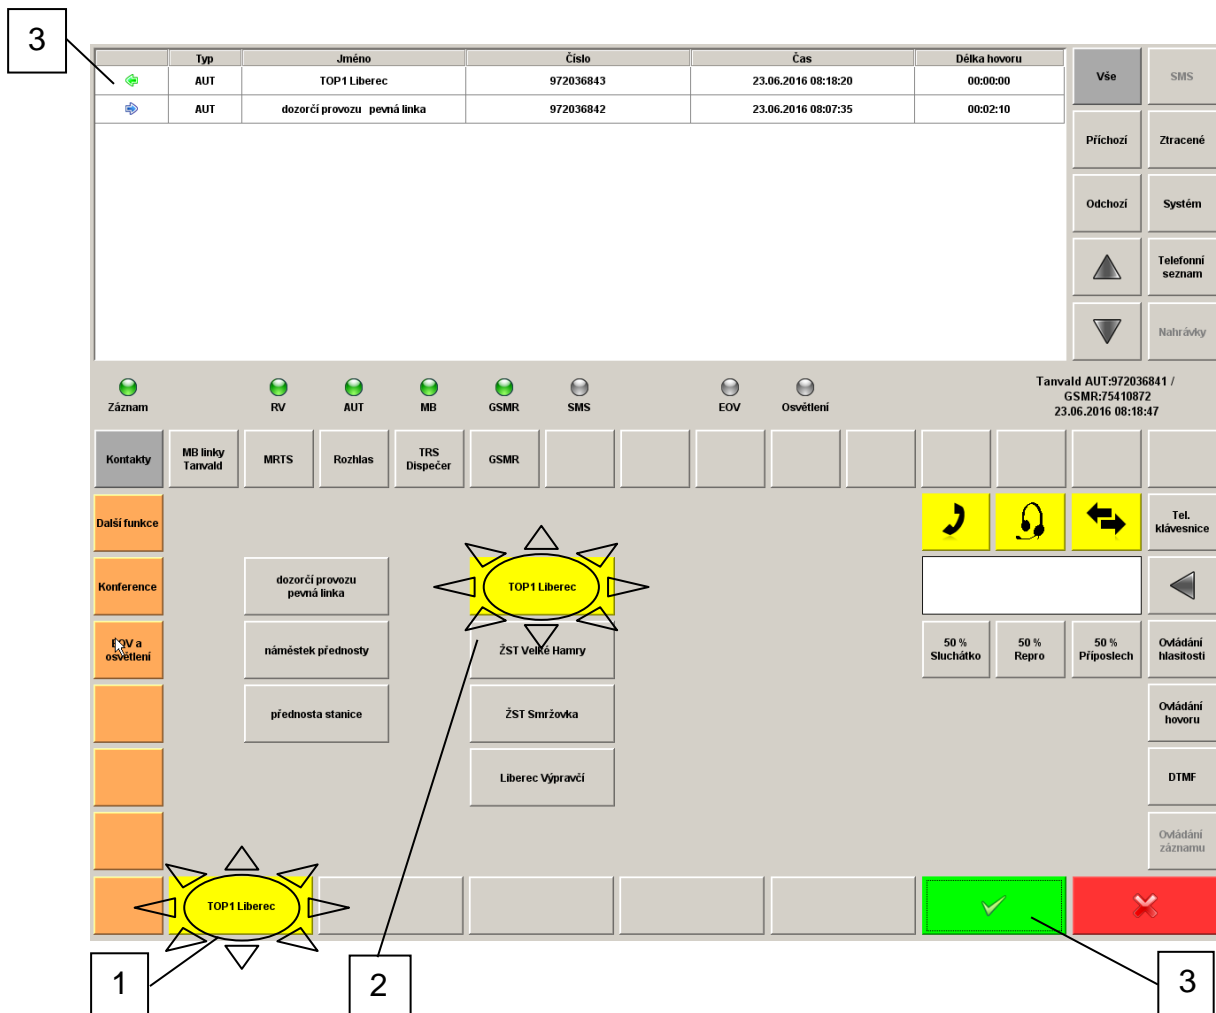 3
Typ Jméno Číslo Čas Délka hovoru
AUT TOP1 Liberec 972036843 23.06.2016 08:18:20 00:00:00
AUT dozorčí provozu pevná linka 972036842 23.06.2016 08:07:35 00:02:10
Vše SMS
Příchozí Ztracené
Odchozí Systém
Telefonní
seznam
Nahrávky
Záznam RV AUT MB GSMR SMS EOV Osvětlení
Tanvald AUT:972036841 /
GSMR:75410872
23.06.2016 08:18:47
Kontakty
MB linky
Tanvald
MRTS
Rozhlas
TRS
Dispečer
GSMR
Další funkce
Tel.
klávesnice
Konference
dozorčí provozu
pevná linka
TOP1 Liberec
EOV a
osvětlení
náměstek přednosty
ŽST Velké Hamry
50 %
Sluchátko
50 %
Repro
50 %
Příposlech
Ovládání
hlasitosti
přednosta stanice
ŽST Smržovka
Ovládání
hovoru
Liberec Výpravčí
DTMF
Ovládání
záznamu
TOP1 Liberec
1
2
3